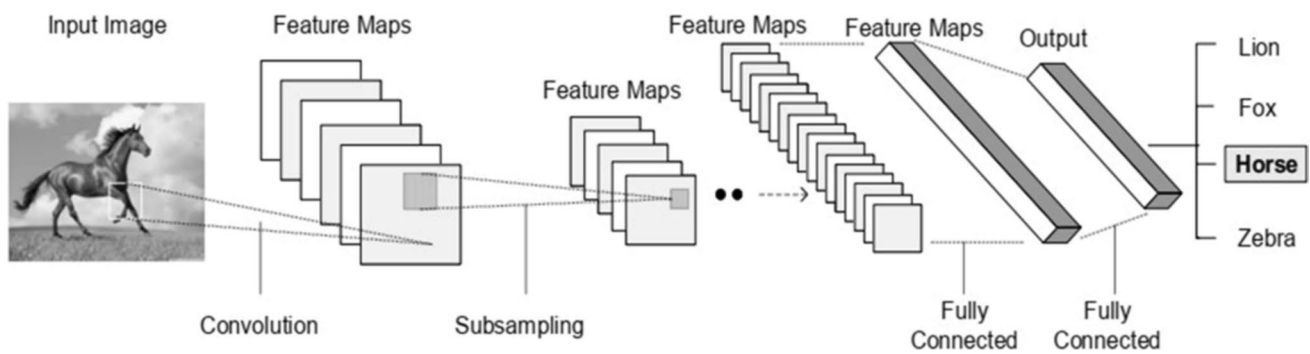 Input Image
Feature Maps
Feature Maps
Feature Maps
Feature Maps
Output
Lion
Fox
Horse
Zebra
Convolution
Subsampling
Fully
Connected
Fully
Connected